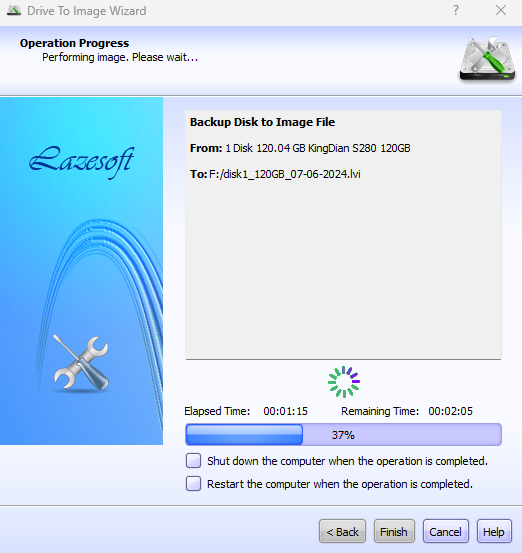 Drive To Image Wizard
?
Operation Progress
Performing image. Please wait...
Lazesoft
Backup Disk to Image File
From: 1 Disk 120.04 GB KingDian S280 120GB
To: F:/disk1_120GB_07-06-2024.lvi
Elapsed Time: 00:01:15 Remaining Time: 00:02:05
37%
Shut down the computer when the operation is completed.
Restart the computer when the operation is completed.
< Back Finish Cancel Help